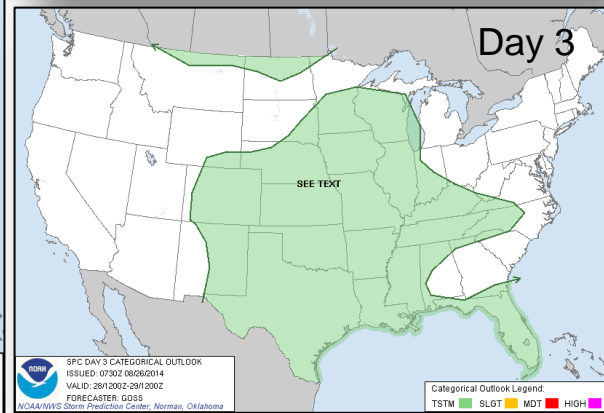 Day 3
SEE TEXT
NOAA
SPC DAY 3 CATEGORICAL OUTLOOK
ISSUED: 0730Z 08/26/2014
VALID: 28/1200Z-29/1200Z
FORECASTER: GOSS
NOAA/NWS Storm Prediction Center, Norman, Oklahoma
Categorical Outlook Legend:
TSTM SLGT MDT HIGH